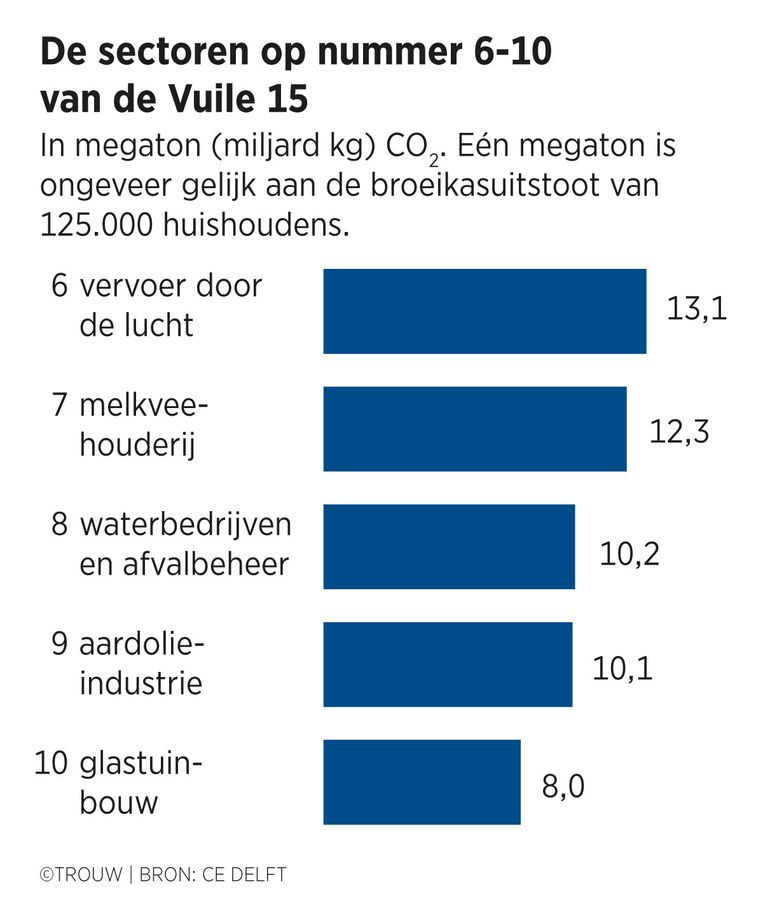 De sectoren op nummer 6-10
van de Vuile 15
In megaton (miljard kg) CO₂. Eén megaton is
ongeveer gelijk aan de broeikasuitstoot van
125.000 huishoudens.
6 vervoer door
de lucht
13,1
7 melkvee-
houderij
12,3
8 waterbedrijven
en afvalbeheer
10,2
9 aardolie-
industrie
10,1
10 glastuin-
bouw
8,0
©TROUW | BRON: CE DELFT